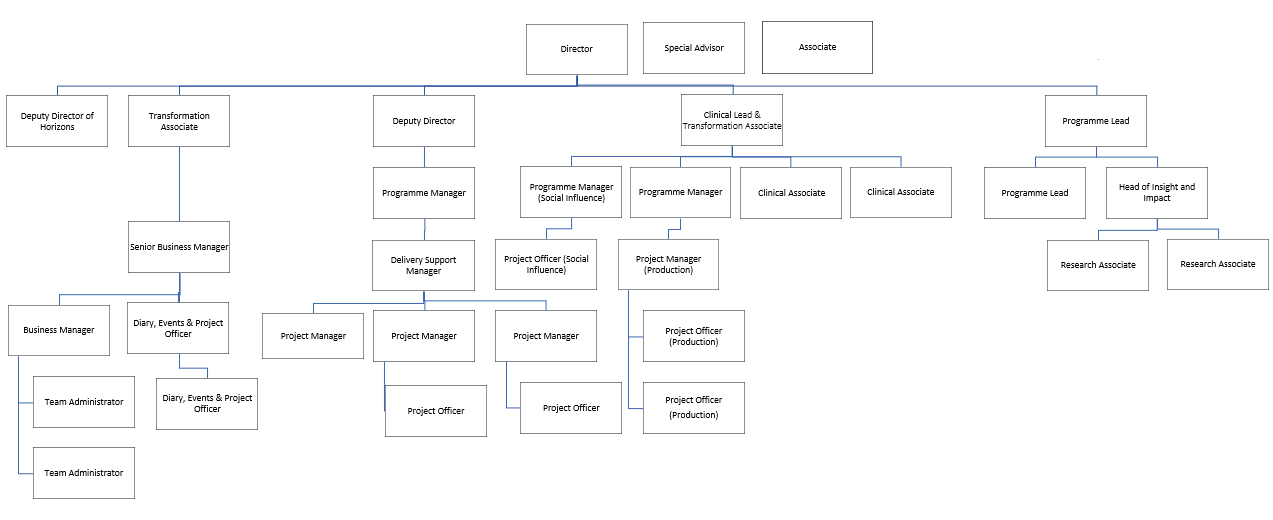 Director
Special Advisor
Associate
Deputy Director of
Horizons
Transformation
Associate
Deputy Director
Clinical Lead &
Transformation Associate
Programme Lead
Programme Manager
Programme Manager
(Social Influence)
Programme Manager
Clinical Associate
Clinical Associate
Programme Lead
Head of Insight and
Impact
Senior Business Manager
Delivery Support
Manager
Project Officer (Social
Influence)
Project Manager
(Production)
Research Associate
Research Associate
Business Manager
Diary, Events & Project
Officer
Project Manager
Project Manager
Project Manager
Project Officer
(Production)
Team Administrator
Diary, Events & Project
Officer
Project Officer
Project Officer
Project Officer
(Production)
Team Administrator